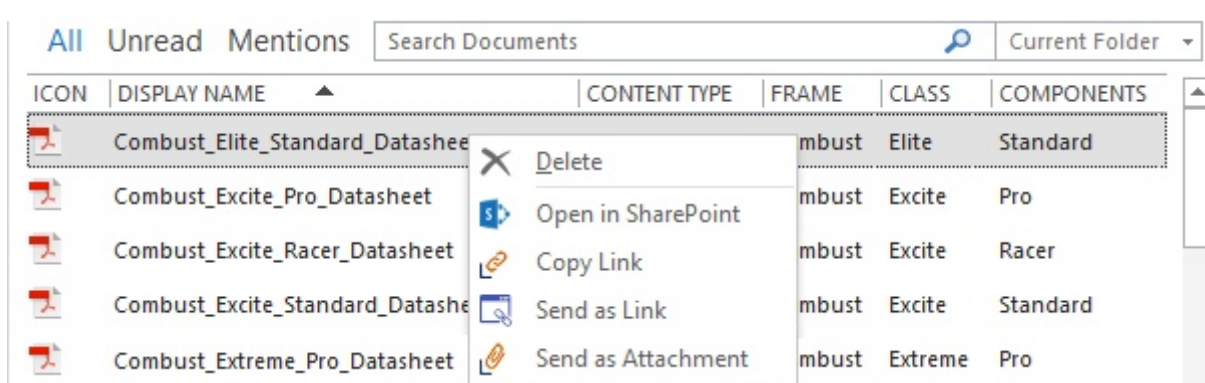 All Unread Mentions Search Documents Current Folder
ICON DISPLAY NAME CONTENT TYPE FRAME CLASS COMPONENTS
Combust_Elite_Standard_Datashee mbust Elite Standard
Delete
Combust_Excite_Pro_Datasheet mbust Excite Pro
Open in SharePoint
Combust_Excite_Racer_Datasheet mbust Excite Racer
Copy Link
Combust_Excite_Standard_Datashe mbust Excite Standard
Send as Link
Combust_Extreme_Pro_Datasheet mbust Extreme Pro
Send as Attachment